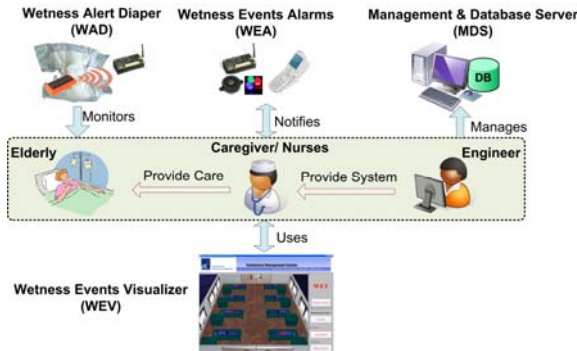 Wetness Alert Diaper
(WAD)
Wetness Events Alarms
(WEA)
Management & Database Server
(MDS)
DB
Monitors
Notifies
Manages
Elderly
Caregiver/ Nurses
Engineer
Provide Care
Provide System
Uses
Wetness Events Visualizer
(WEV)
WET